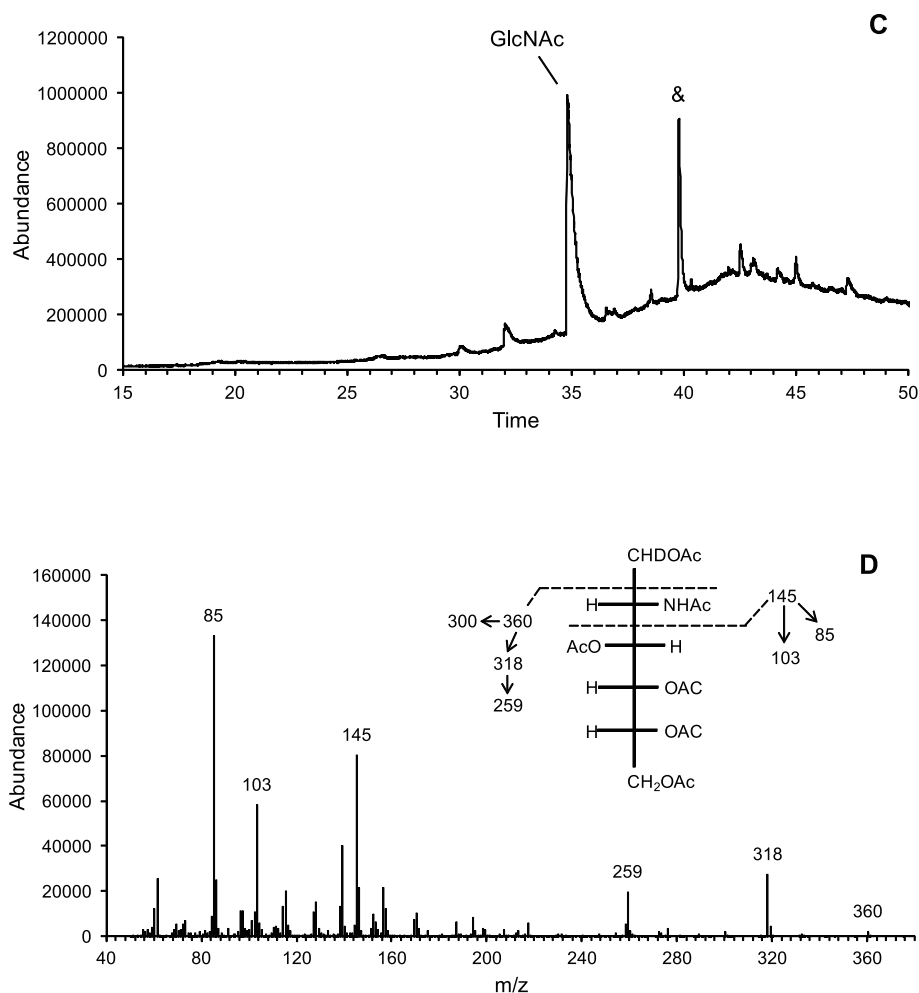 C
1200000
GlcNAc
&
1000000
800000
600000
400000
200000
0
Abundance
15 20 25 30 35 40 45 50
Time
D
160000
140000
120000
100000
80000
60000
40000
20000
0
Abundance
85
103
145
259
318
360
CHDOAc
H NHAc
300 360
318
259
145
85
103
AcO H
H OAC
H OAC
CH₂OAc
40 80 120 160 200 240 280 320 360
m/z